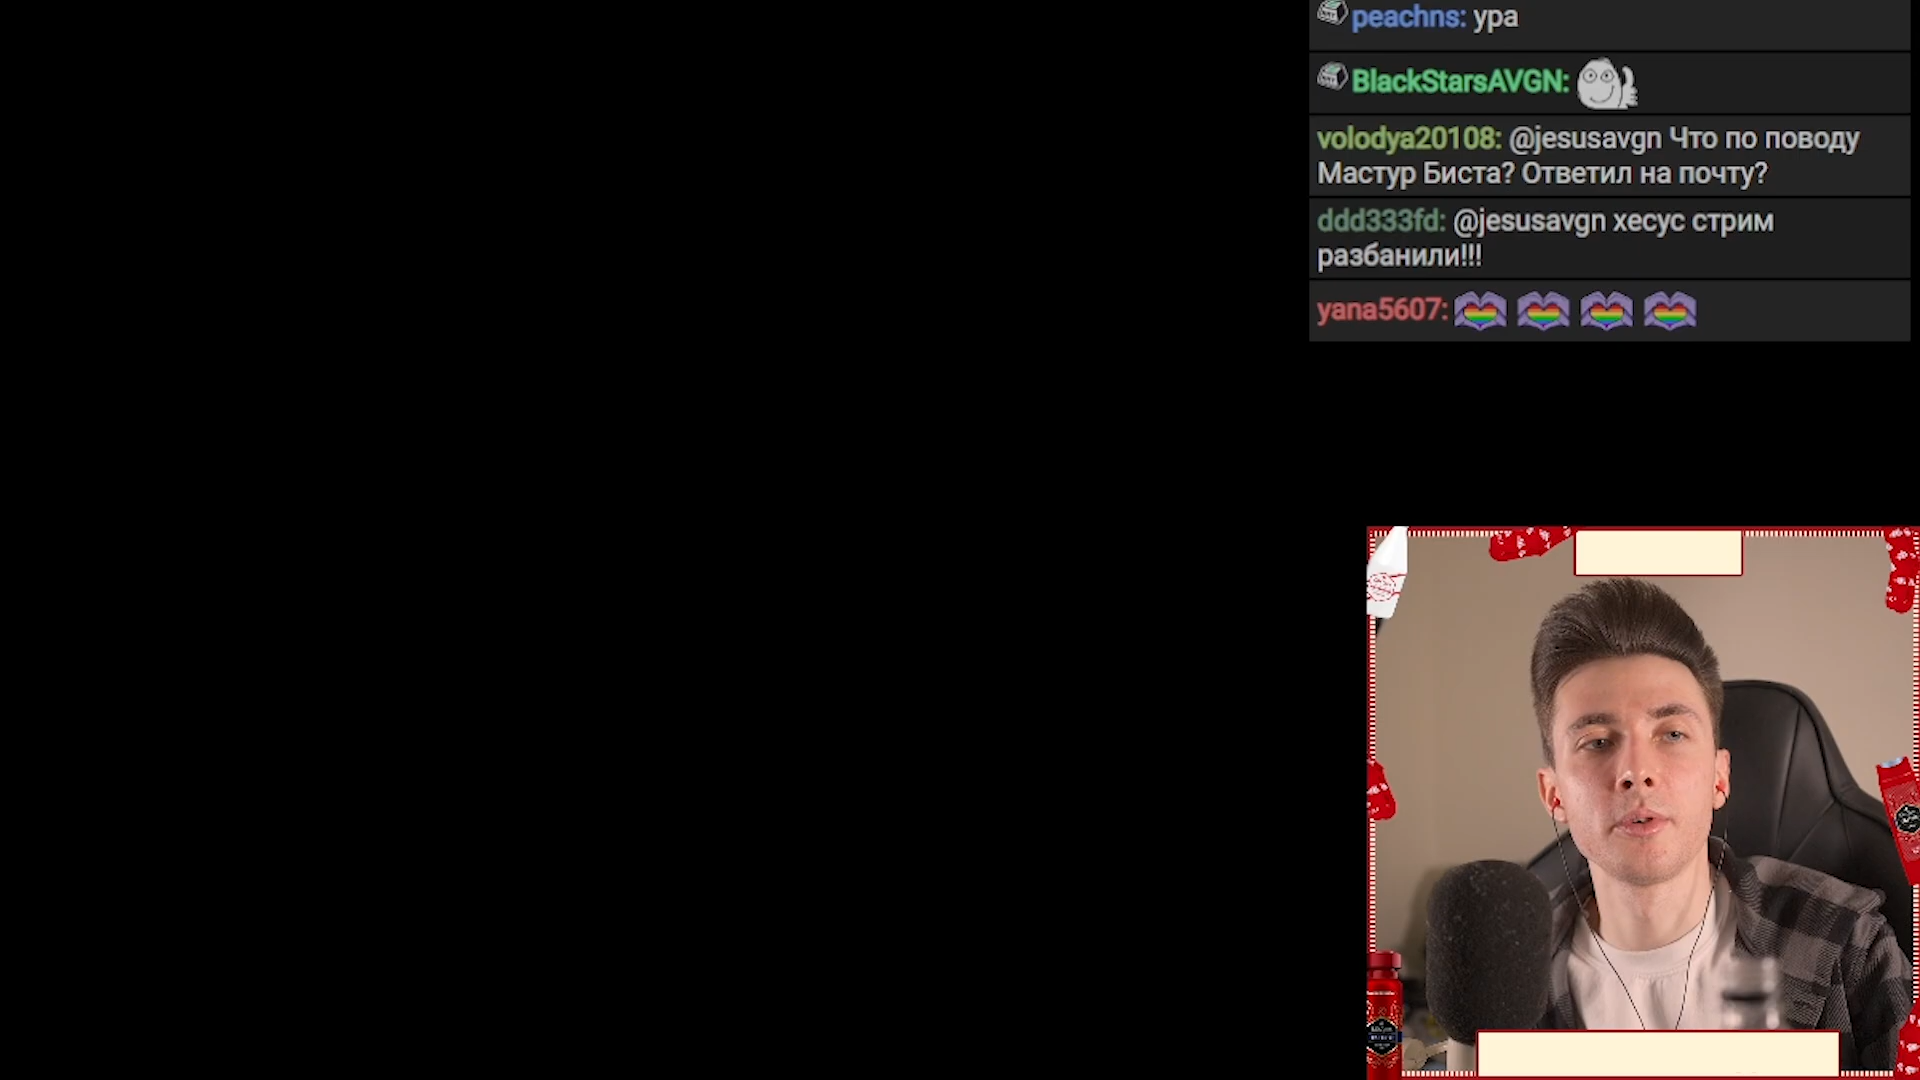 peachns: ура
BlackStarsAVGN:
volodya20108: @jesusavgn Что по поводу
Мастур Биста? Ответил на почту?
ddd333fd: @jesusavgn хесус стрим
разбанили!!!
yana5607: